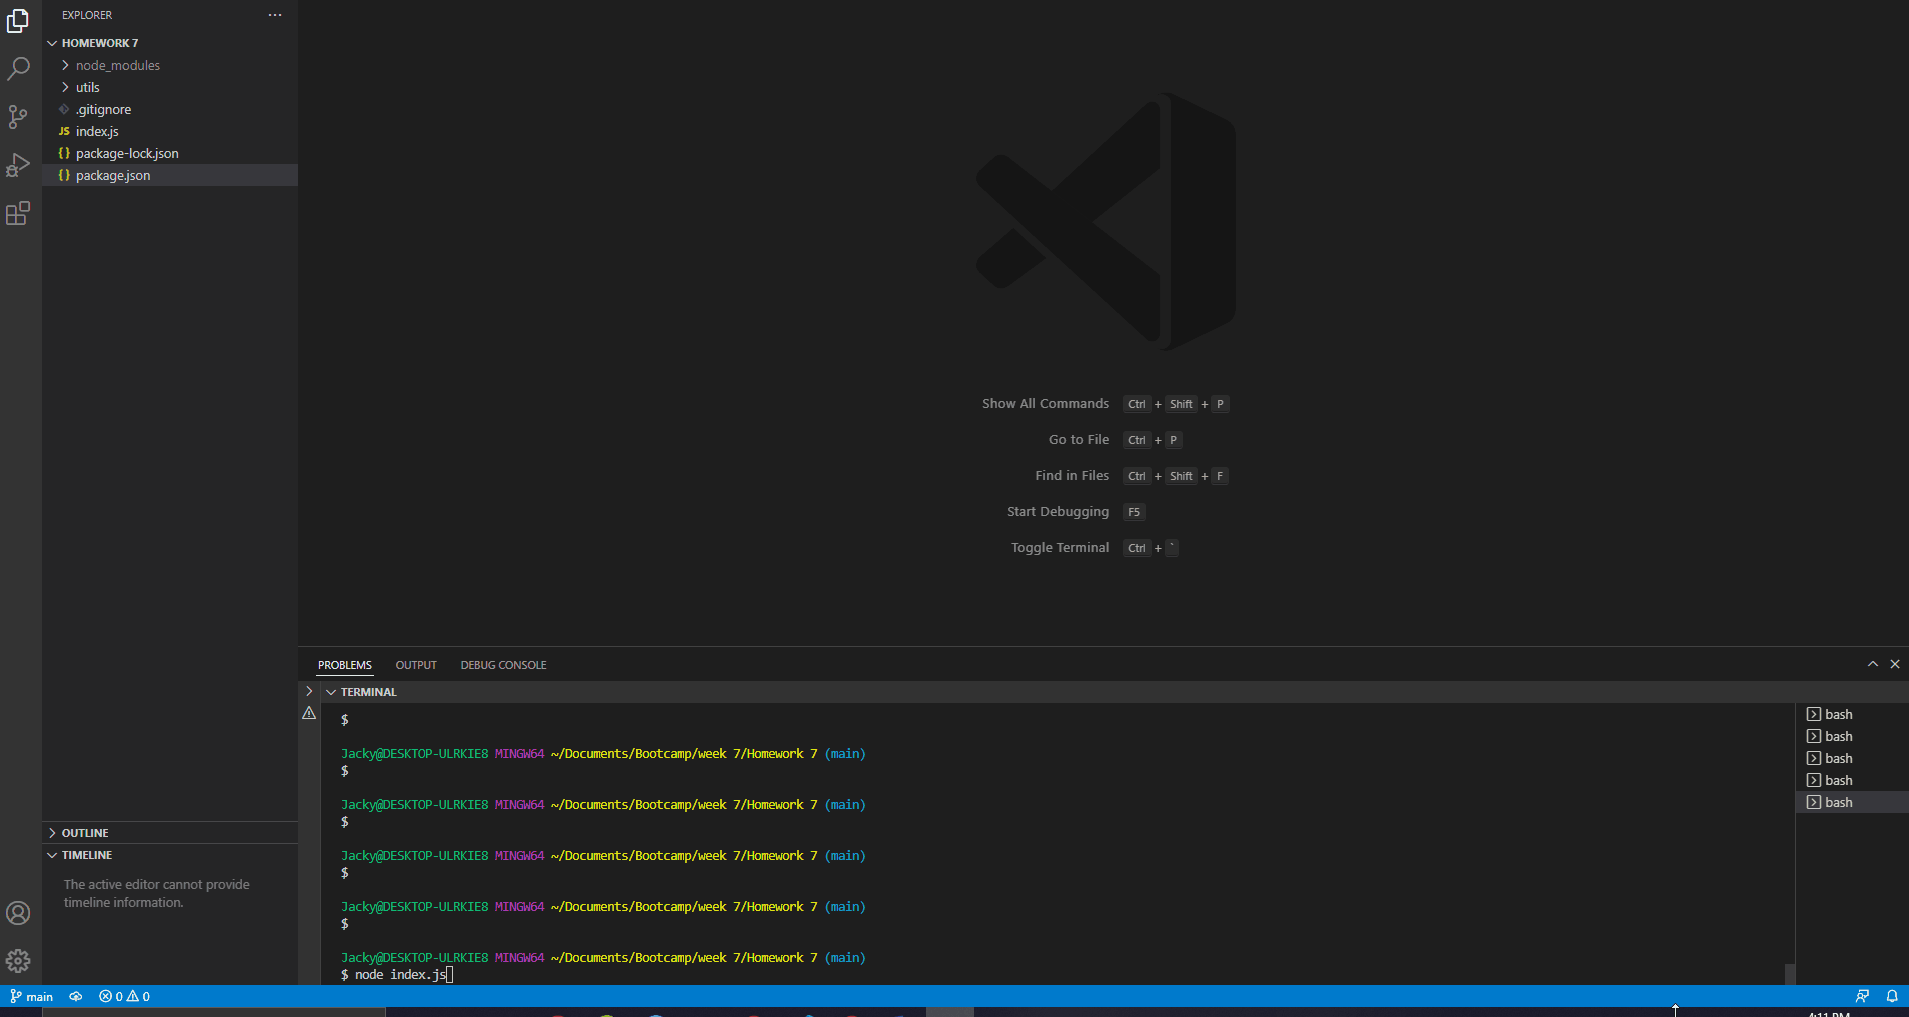 EXPLORER
HOMEWORK 7
node_modules
utils
.gitignore
JS index.js
{} package-lock.json
{} package.json
OUTLINE
TIMELINE
The active editor cannot provide
timeline information.
Show All Commands Ctrl + Shift + P
Go to File Ctrl + P
Find in Files Ctrl + Shift + F
Start Debugging F5
Toggle Terminal Ctrl + `
PROBLEMS OUTPUT DEBUG CONSOLE
TERMINAL
$
Jacky@DESKTOP-ULRKIE8 MINGW64 ~/Documents/Bootcamp/week 7/Homework 7 (main)
$
Jacky@DESKTOP-ULRKIE8 MINGW64 ~/Documents/Bootcamp/week 7/Homework 7 (main)
$
Jacky@DESKTOP-ULRKIE8 MINGW64 ~/Documents/Bootcamp/week 7/Homework 7 (main)
$
Jacky@DESKTOP-ULRKIE8 MINGW64 ~/Documents/Bootcamp/week 7/Homework 7 (main)
$
Jacky@DESKTOP-ULRKIE8 MINGW64 ~/Documents/Bootcamp/week 7/Homework 7 (main)
$ node index.js
bash
bash
bash
bash
bash
main 0 0
4:11 PM